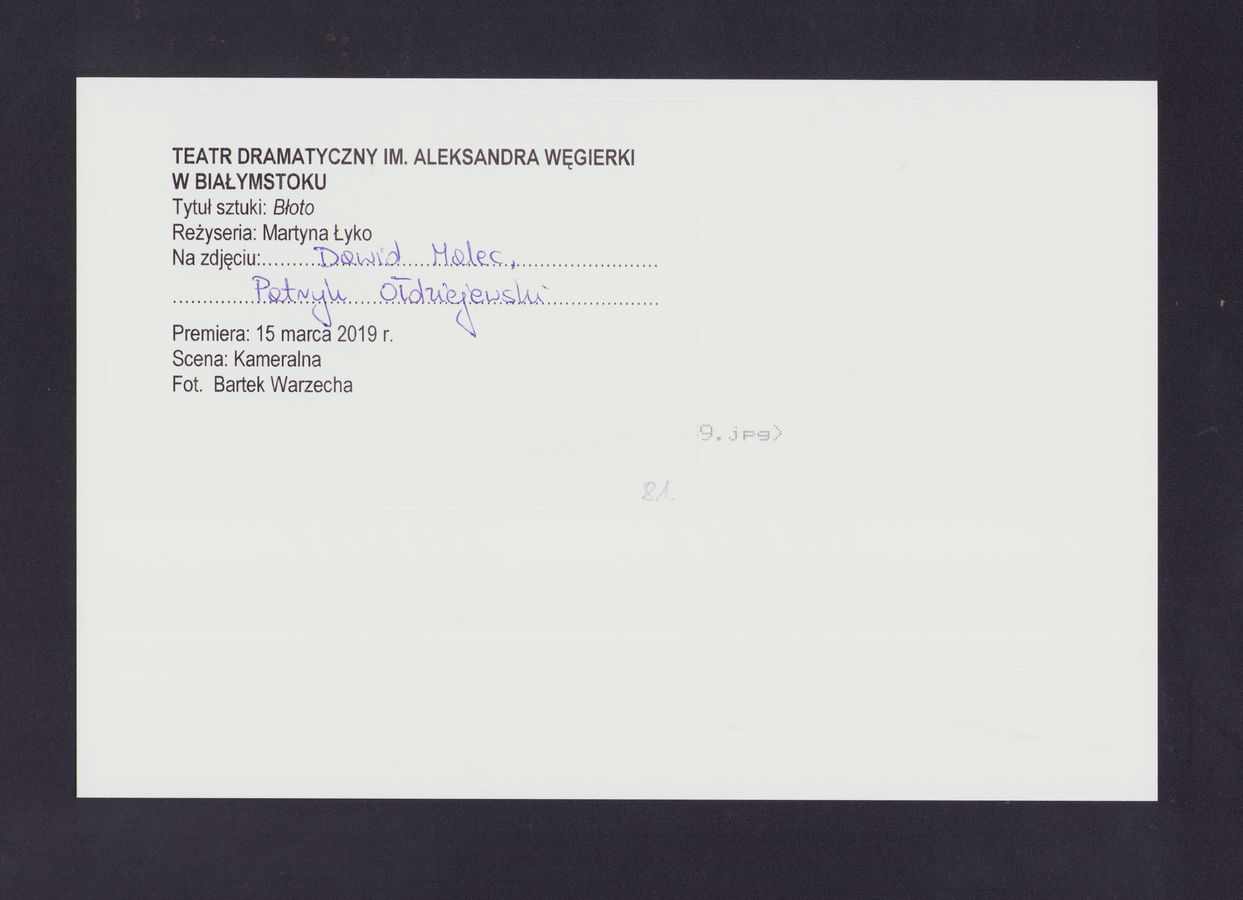 TEATR DRAMATYCZNY IM. ALEKSANDRA WĘGIERKI
W BIAŁYMSTOKU
Tytuł sztuki: Błoto
Reżyseria: Martyna Łyko
Na zdjęciu:.........Dawid Malec,........................
.................Patryk Ołdziejewski........................
Premiera: 15 marca 2019 r.
Scena: Kameralna
Fot. Bartek Warzecha
9.jpg)
81.